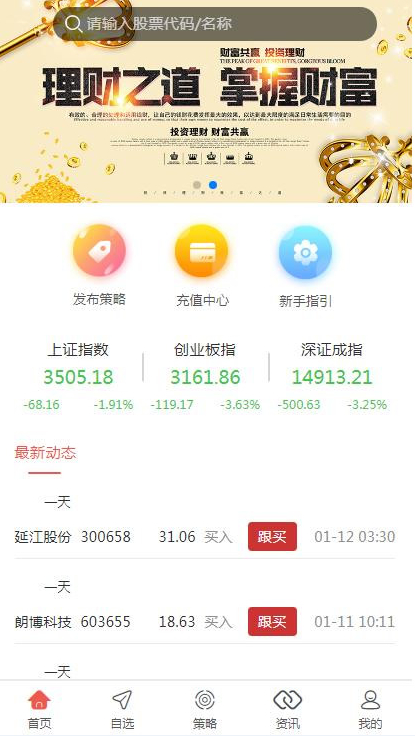 请输入股票代码/名称
财富共赢 投资理财
THE PEAK OF GREAT BENEFITS, GORGEOUS BLOOM
理财之道 掌握财富
投资理财 财富共赢
发布策略 充值中心 新手指引
上证指数 创业板指 深证成指
3505.18 3161.86 14913.21
-68.16 -1.91% -119.17 -3.63% -500.63 -3.25%
最新动态
一天
延江股份 300658 31.06 买入 跟买 01-12 03:30
一天
朗博科技 603655 18.63 买入 跟买 01-11 10:11
一天
首页 自选 策略 资讯 我的